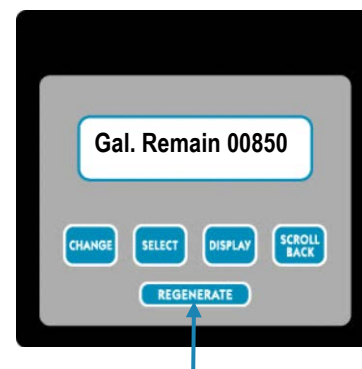 Gal. Remain 00850
CHANGE SELECT DISPLAY SCROLL BACK
REGENERATE